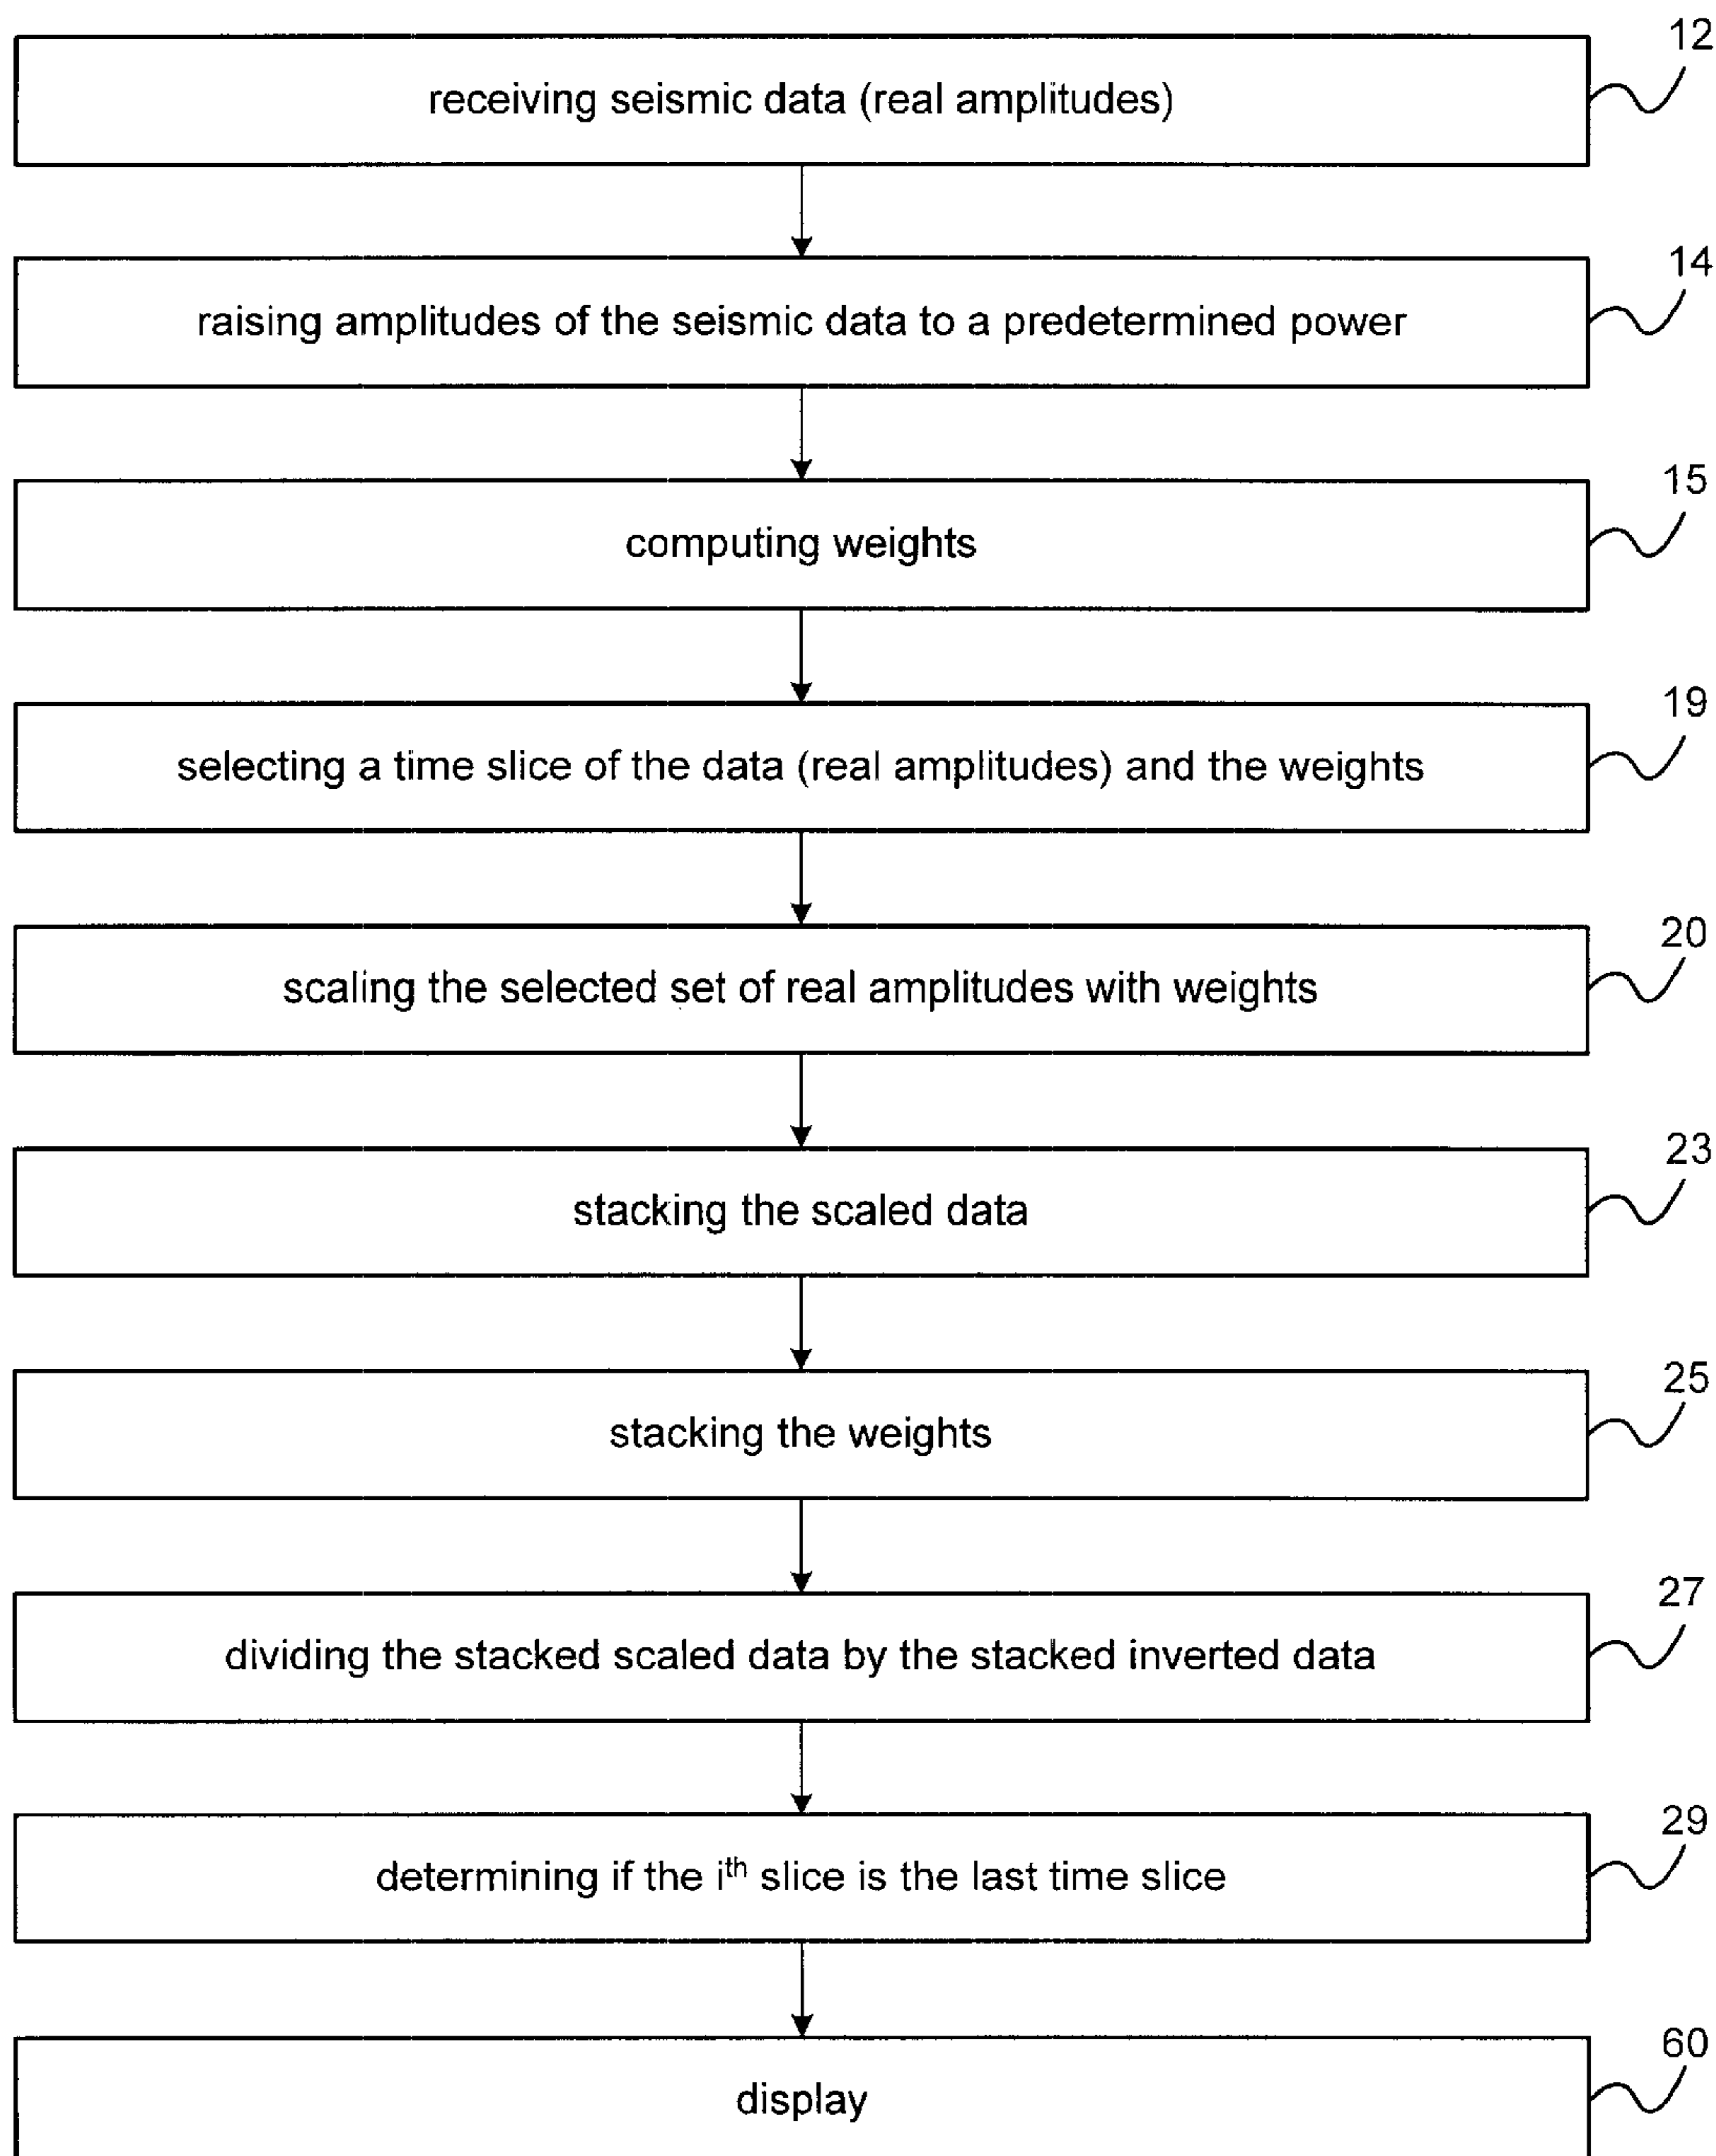 12
receiving seismic data (real amplitudes)
14
raising amplitudes of the seismic data to a predetermined power
15
computing weights
19
selecting a time slice of the data (real amplitudes) and the weights
20
scaling the selected set of real amplitudes with weights
23
stacking the scaled data
25
stacking the weights
27
dividing the stacked scaled data by the stacked inverted data
29
determining if the ith slice is the last time slice
60
display